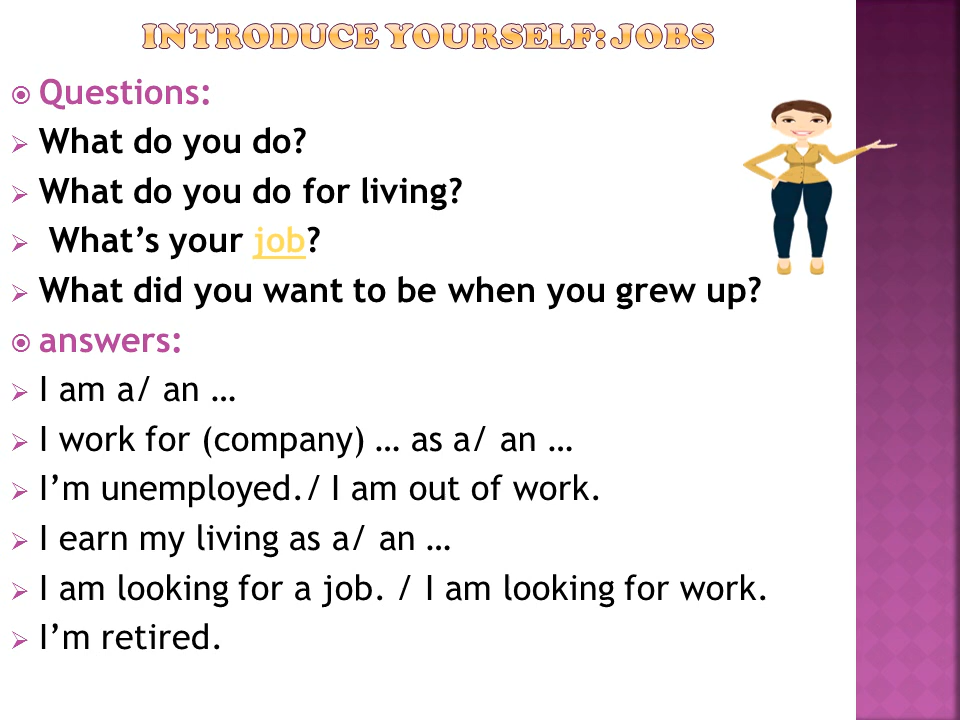 INTRODUCE YOURSELF: JOBS
Questions:
What do you do?
What do you do for living?
What’s your job?
What did you want to be when you grew up?
answers:
I am a/ an …
I work for (company) … as a/ an …
I’m unemployed./ I am out of work.
I earn my living as a/ an …
I am looking for a job. / I am looking for work.
I’m retired.